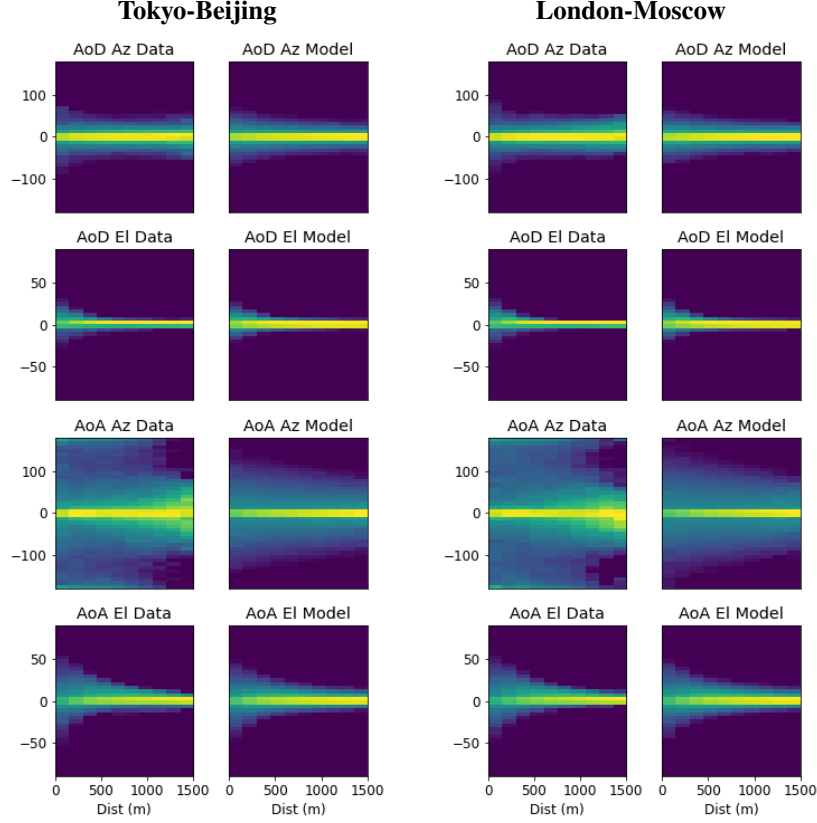 Tokyo-Beijing London-Moscow
AoD Az Data AoD Az Model AoD Az Data AoD Az Model
100 100
0 0
−100 −100
AoD El Data AoD El Model AoD El Data AoD El Model
50 50
0 0
−50 −50
AoA Az Data AoA Az Model AoA Az Data AoA Az Model
100 100
0 0
−100 −100
AoA El Data AoA El Model AoA El Data AoA El Model
50 50
0 0
−50 −50
0 500 1000 1500 0 1000 1500 0 500 1000 1500 0 1000 1500
Dist (m) Dist (m) Dist (m) Dist (m)